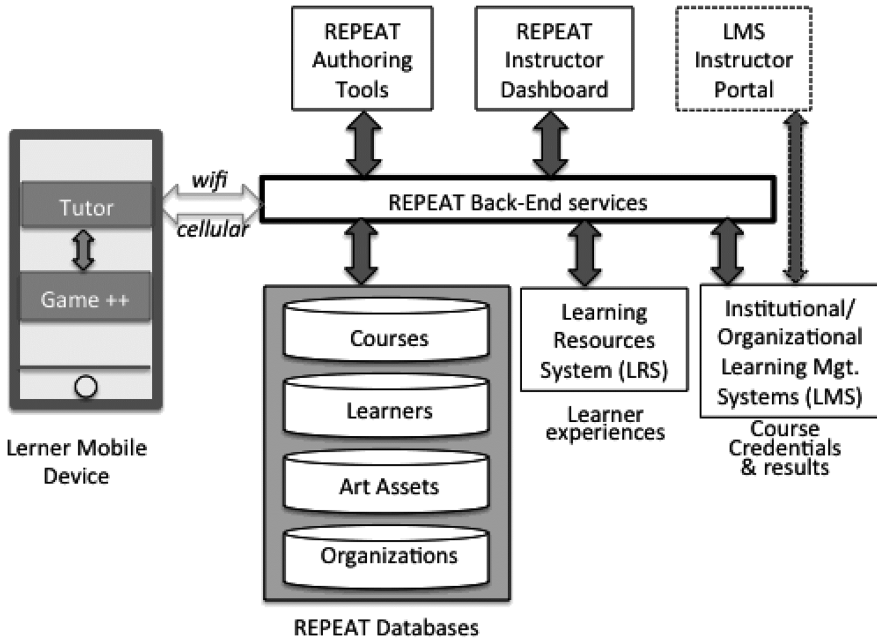 REPEAT
Authoring
Tools
REPEAT
Instructor
Dashboard
LMS
Instructor
Portal
wifi
cellular
REPEAT Back-End services
Tutor
Game ++
Lerner Mobile
Device
Courses
Learners
Art Assets
Organizations
REPEAT Databases
Learning
Resources
System (LRS)
Learner
experiences
Institutional/
Organizational
Learning Mgt.
Systems (LMS)
Course
Credentials
& results